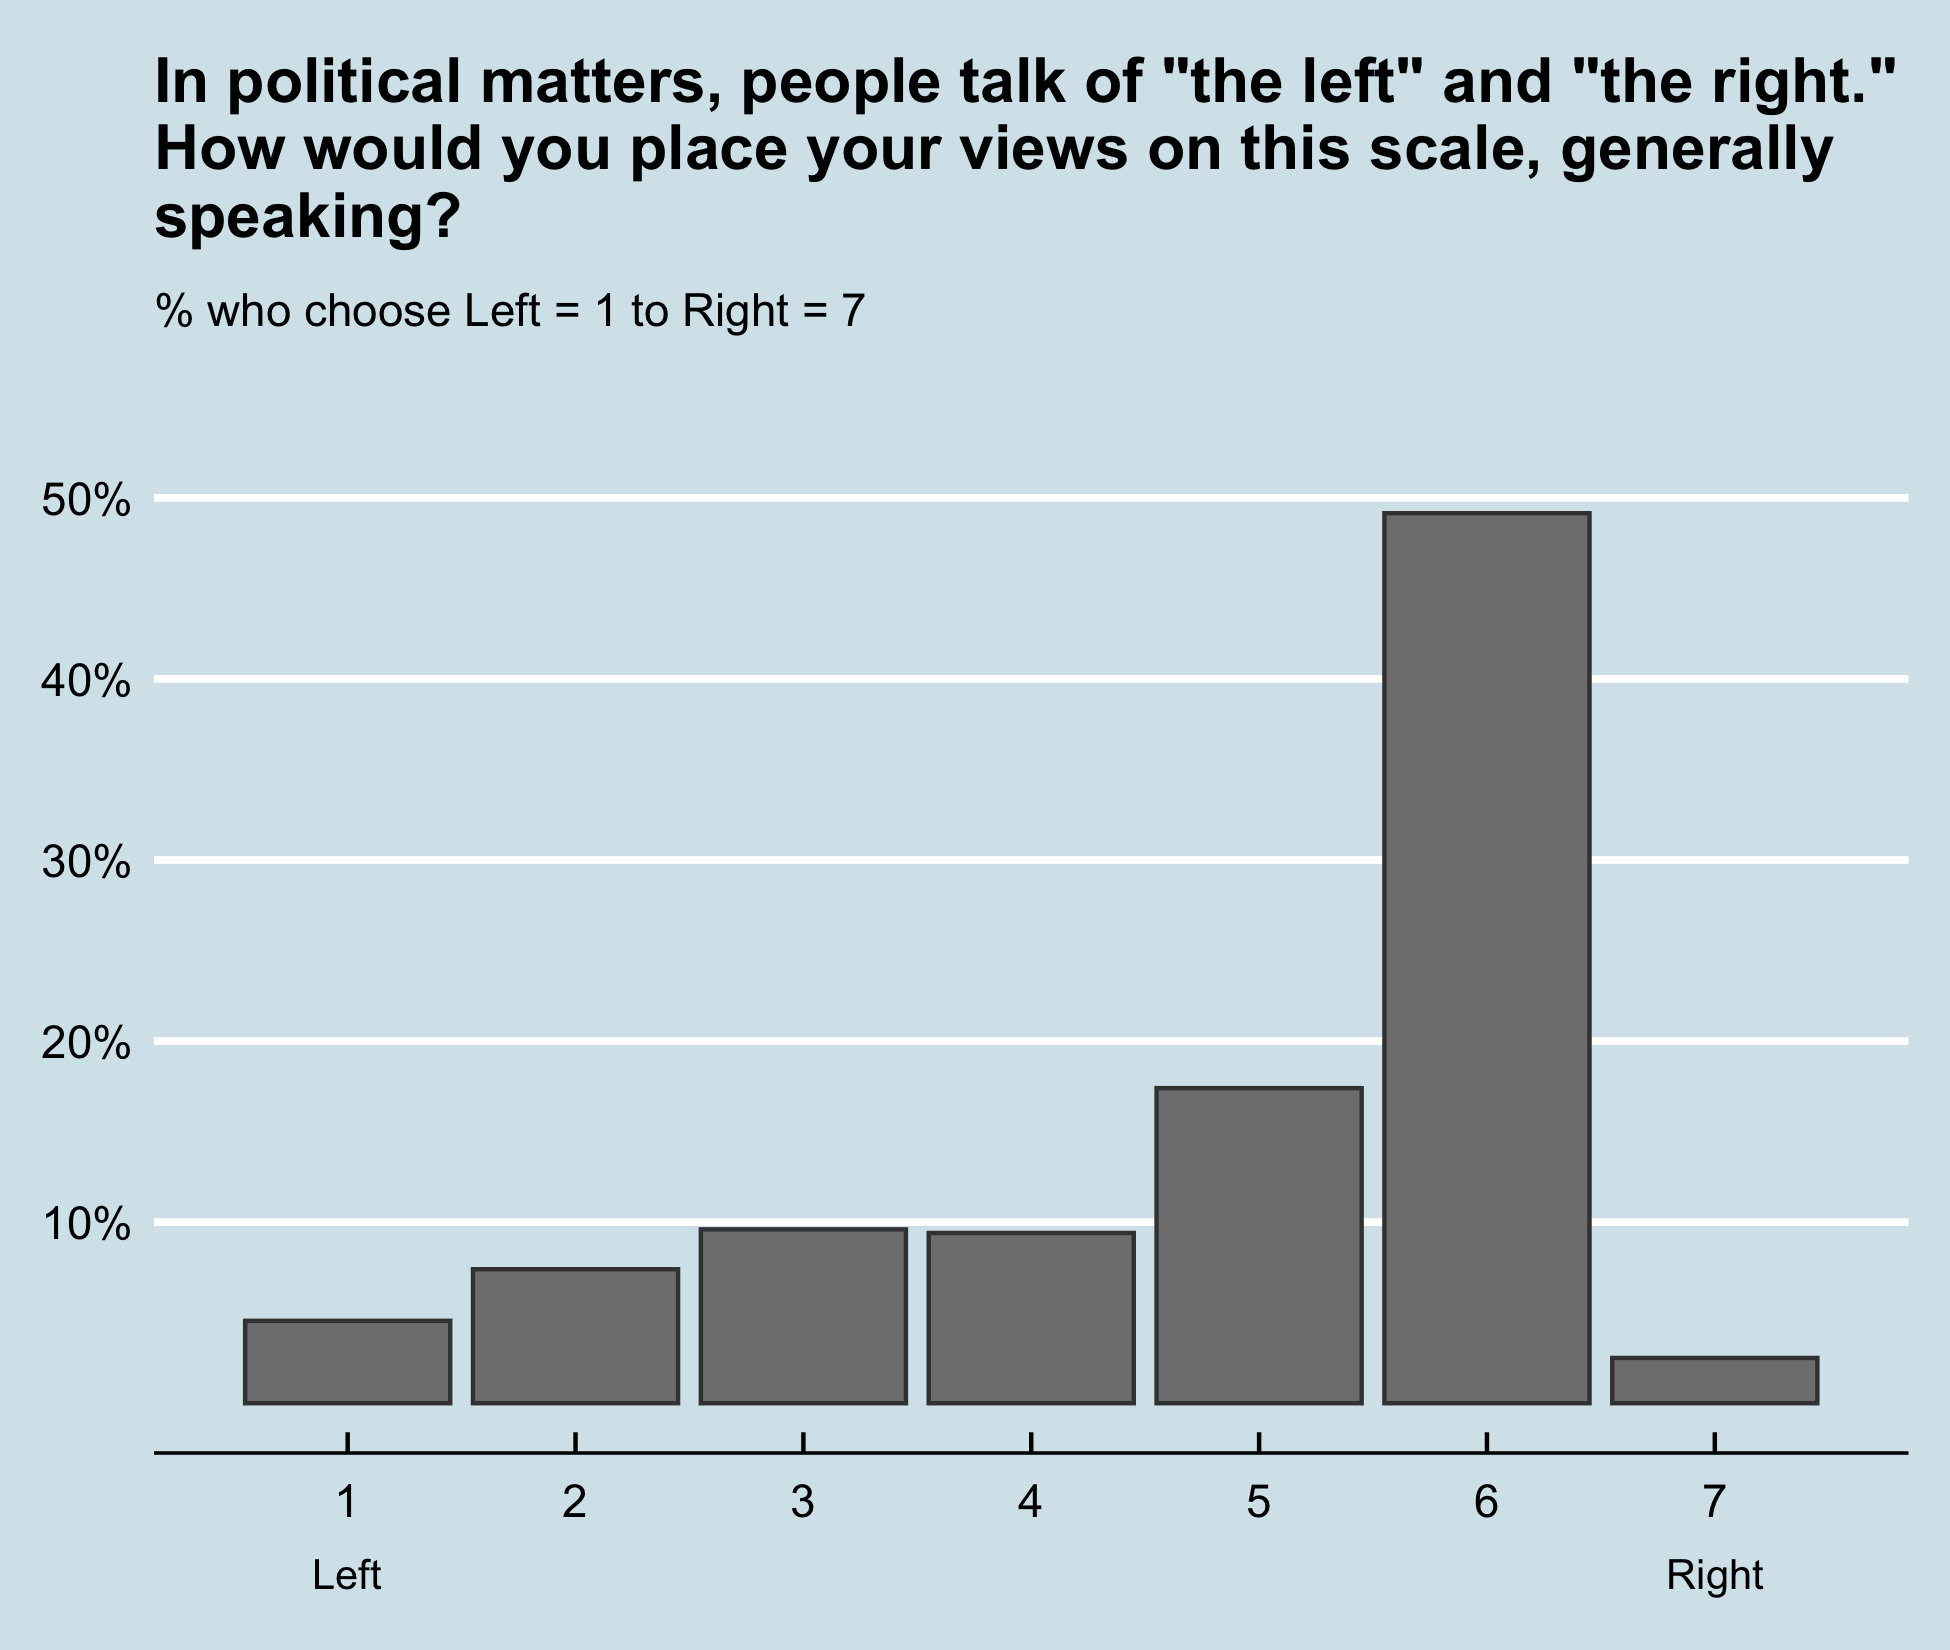 In political matters, people talk of "the left" and "the right."
How would you place your views on this scale, generally
speaking?
% who choose Left = 1 to Right = 7
50%
40%
30%
20%
10%
1 2 3 4 5 6 7
Left Right